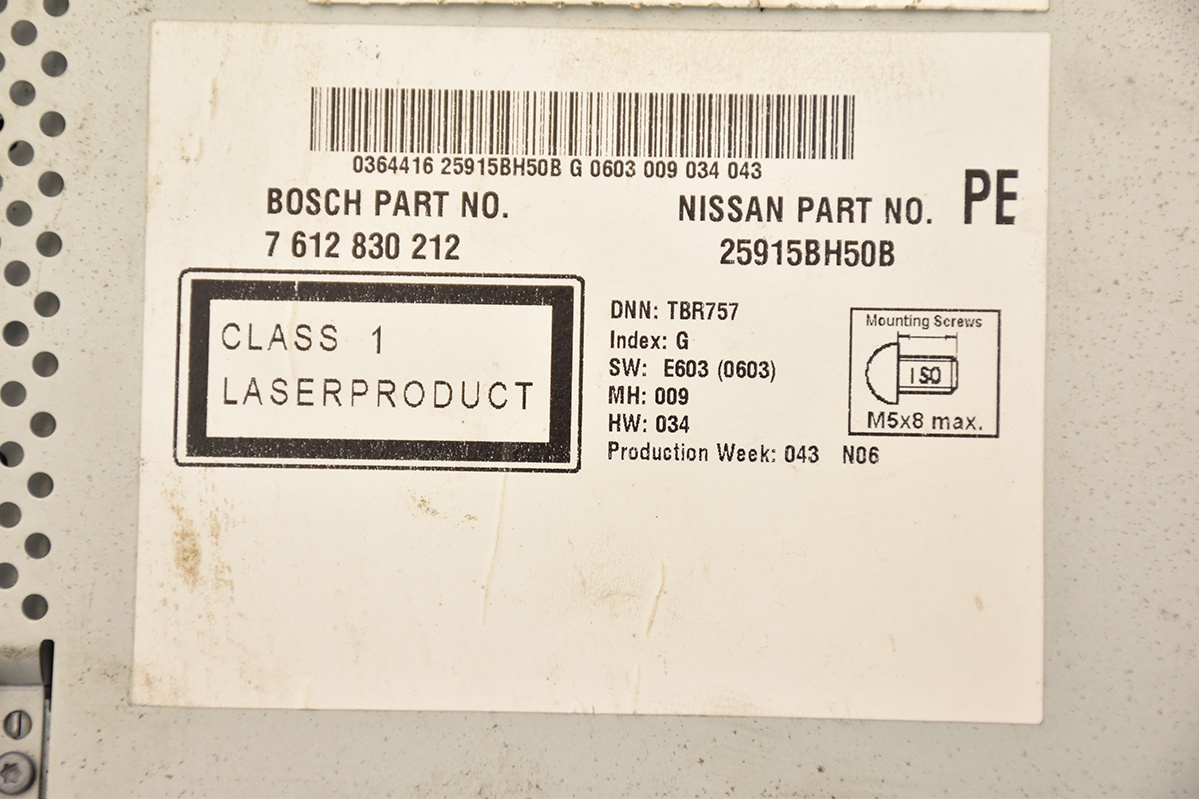 0364416 25915BH50B G 0603 009 034 043
BOSCH PART NO.
7 612 830 212
NISSAN PART NO.
25915BH50B
PE
CLASS 1
LASERPRODUCT
DNN: TBR757
Index: G
SW: E603 (0603)
MH: 009
HW: 034
Production Week: 043 N06
Mounting Screws
ISO
M5x8 max.